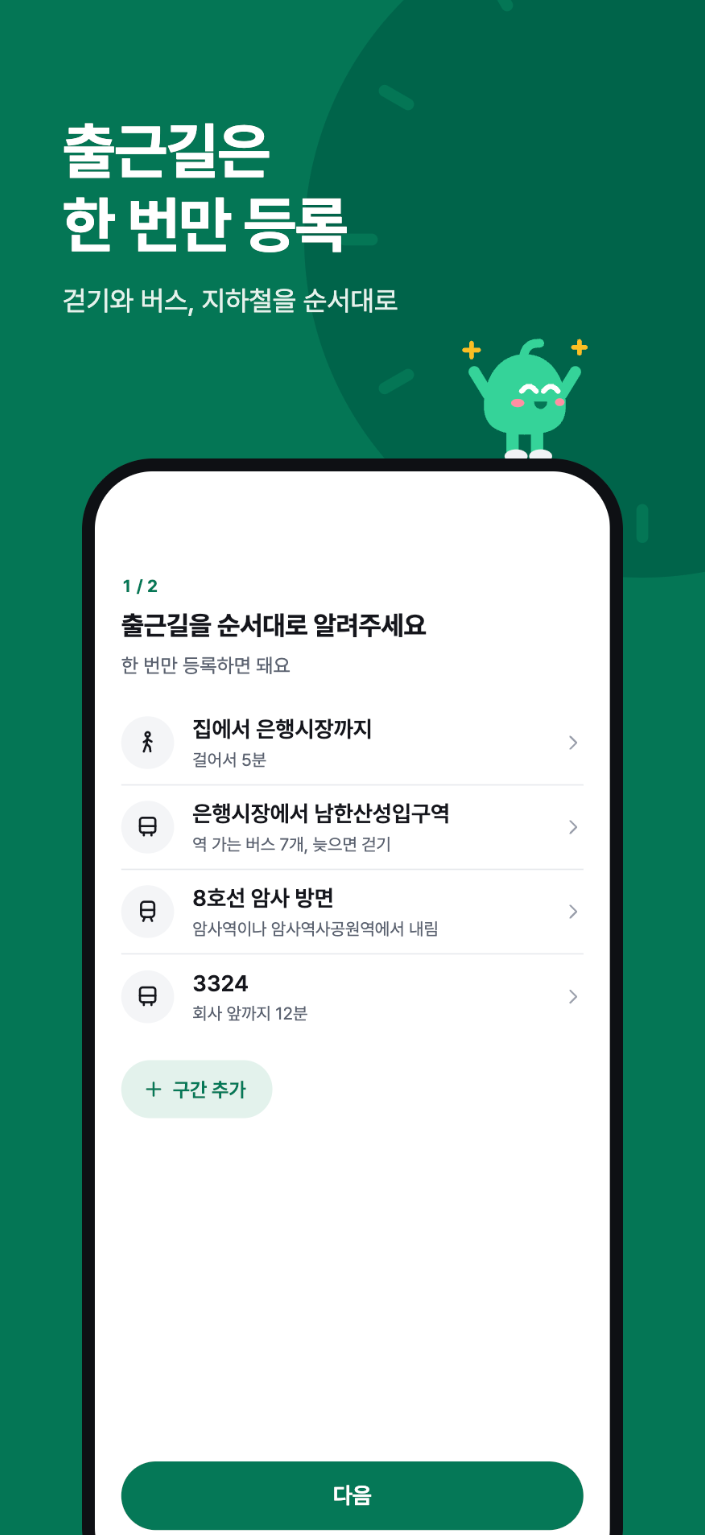 출근길은
한 번만 등록
걷기와 버스, 지하철을 순서대로
1 / 2
출근길을 순서대로 알려주세요
한 번만 등록하면 돼요
집에서 은행시장까지
걸어서 5분
은행시장에서 남한산성입구역
역 가는 버스 7개, 늦으면 걷기
8호선 암사 방면
암사역이나 암사역사공원역에서 내림
3324
회사 앞까지 12분
+ 구간 추가
다음